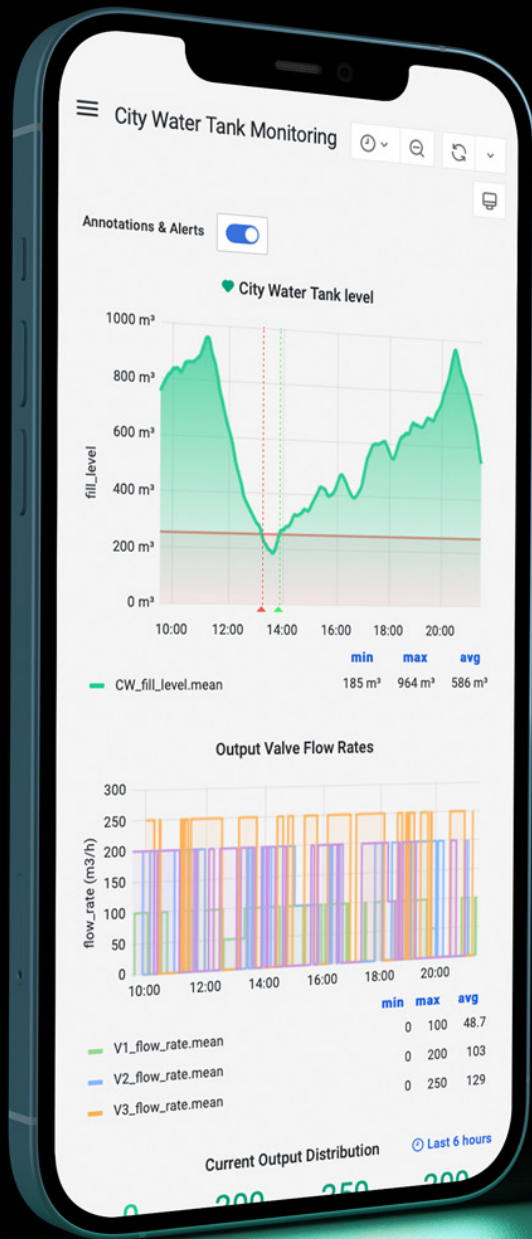 City Water Tank Monitoring
Annotations & Alerts
City Water Tank level
1000 m³
800 m³
600 m³
400 m³
200 m³
0 m³
fill_level
10:00 12:00 14:00 16:00 18:00 20:00
min max avg
CW_fill_level.mean 185 m³ 964 m³ 586 m³
Output Valve Flow Rates
300
250
200
150
100
50
0
flow_rate (m3/h)
10:00 12:00 14:00 16:00 18:00 20:00
min max avg
V1_flow_rate.mean 0 100 48.7
V2_flow_rate.mean 0 200 103
V3_flow_rate.mean 0 250 129
Current Output Distribution Last 6 hours